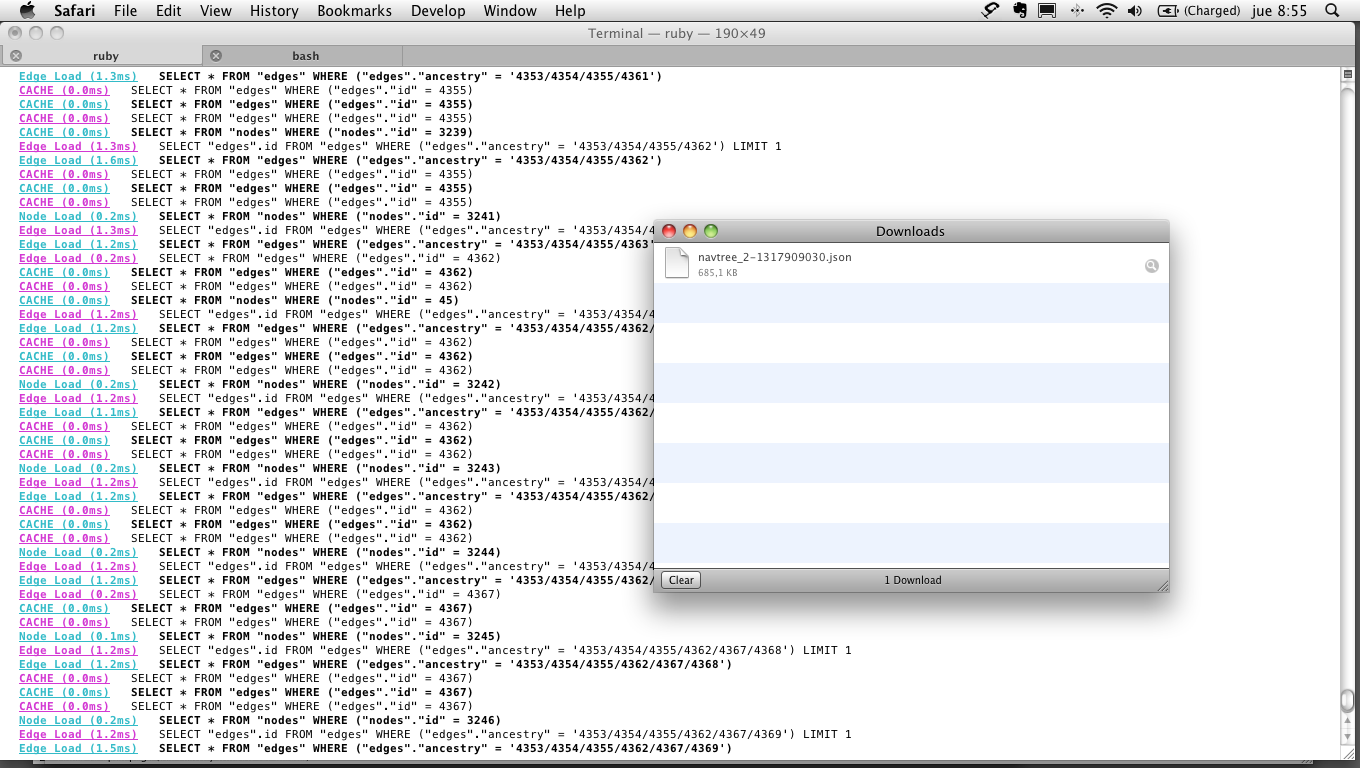 Safari File Edit View History Bookmarks Develop Window Help (Charged) jue 8:55
Terminal — ruby — 190×49
ruby bash
Edge Load (1.3ms) SELECT * FROM "edges" WHERE ("edges"."ancestry" = '4353/4354/4355/4361')
CACHE (0.0ms) SELECT * FROM "edges" WHERE ("edges"."id" = 4355)
CACHE (0.0ms) SELECT * FROM "edges" WHERE ("edges"."id" = 4355)
CACHE (0.0ms) SELECT * FROM "edges" WHERE ("edges"."id" = 4355)
CACHE (0.0ms) SELECT * FROM "nodes" WHERE ("nodes"."id" = 3239)
Edge Load (1.3ms) SELECT "edges".id FROM "edges" WHERE ("edges"."ancestry" = '4353/4354/4355/4362') LIMIT 1
Edge Load (1.6ms) SELECT * FROM "edges" WHERE ("edges"."ancestry" = '4353/4354/4355/4362')
CACHE (0.0ms) SELECT * FROM "edges" WHERE ("edges"."id" = 4355)
CACHE (0.0ms) SELECT * FROM "edges" WHERE ("edges"."id" = 4355)
CACHE (0.0ms) SELECT * FROM "edges" WHERE ("edges"."id" = 4355)
Node Load (0.2ms) SELECT * FROM "nodes" WHERE ("nodes"."id" = 3241)
Edge Load (1.3ms) SELECT "edges".id FROM "edges" WHERE ("edges"."ancestry" = '4353/4354/4
Edge Load (1.2ms) SELECT * FROM "edges" WHERE ("edges"."ancestry" = '4353/4354/4355/4363'
Edge Load (0.2ms) SELECT * FROM "edges" WHERE ("edges"."id" = 4362)
CACHE (0.0ms) SELECT * FROM "edges" WHERE ("edges"."id" = 4362)
CACHE (0.0ms) SELECT * FROM "edges" WHERE ("edges"."id" = 4362)
CACHE (0.0ms) SELECT * FROM "nodes" WHERE ("nodes"."id" = 45)
Edge Load (1.2ms) SELECT "edges".id FROM "edges" WHERE ("edges"."ancestry" = '4353/4354/4
Edge Load (1.2ms) SELECT * FROM "edges" WHERE ("edges"."ancestry" = '4353/4354/4355/4362/
CACHE (0.0ms) SELECT * FROM "edges" WHERE ("edges"."id" = 4362)
CACHE (0.0ms) SELECT * FROM "edges" WHERE ("edges"."id" = 4362)
CACHE (0.0ms) SELECT * FROM "edges" WHERE ("edges"."id" = 4362)
Node Load (0.2ms) SELECT * FROM "nodes" WHERE ("nodes"."id" = 3242)
Edge Load (1.2ms) SELECT "edges".id FROM "edges" WHERE ("edges"."ancestry" = '4353/4354/4
Edge Load (1.1ms) SELECT * FROM "edges" WHERE ("edges"."ancestry" = '4353/4354/4355/4362/
CACHE (0.0ms) SELECT * FROM "edges" WHERE ("edges"."id" = 4362)
CACHE (0.0ms) SELECT * FROM "edges" WHERE ("edges"."id" = 4362)
CACHE (0.0ms) SELECT * FROM "edges" WHERE ("edges"."id" = 4362)
Node Load (0.2ms) SELECT * FROM "nodes" WHERE ("nodes"."id" = 3243)
Edge Load (1.2ms) SELECT "edges".id FROM "edges" WHERE ("edges"."ancestry" = '4353/4354/4
Edge Load (1.2ms) SELECT * FROM "edges" WHERE ("edges"."ancestry" = '4353/4354/4355/4362/
CACHE (0.0ms) SELECT * FROM "edges" WHERE ("edges"."id" = 4362)
CACHE (0.0ms) SELECT * FROM "edges" WHERE ("edges"."id" = 4362)
CACHE (0.0ms) SELECT * FROM "edges" WHERE ("edges"."id" = 4362)
Node Load (0.2ms) SELECT * FROM "nodes" WHERE ("nodes"."id" = 3244)
Edge Load (1.2ms) SELECT "edges".id FROM "edges" WHERE ("edges"."ancestry" = '4353/4354/4
Edge Load (1.2ms) SELECT * FROM "edges" WHERE ("edges"."ancestry" = '4353/4354/4355/4362/
Edge Load (0.2ms) SELECT * FROM "edges" WHERE ("edges"."id" = 4367)
CACHE (0.0ms) SELECT * FROM "edges" WHERE ("edges"."id" = 4367)
CACHE (0.0ms) SELECT * FROM "edges" WHERE ("edges"."id" = 4367)
Node Load (0.1ms) SELECT * FROM "nodes" WHERE ("nodes"."id" = 3245)
Edge Load (1.2ms) SELECT "edges".id FROM "edges" WHERE ("edges"."ancestry" = '4353/4354/4355/4362/4367/4368') LIMIT 1
Edge Load (1.2ms) SELECT * FROM "edges" WHERE ("edges"."ancestry" = '4353/4354/4355/4362/4367/4368')
CACHE (0.0ms) SELECT * FROM "edges" WHERE ("edges"."id" = 4367)
CACHE (0.0ms) SELECT * FROM "edges" WHERE ("edges"."id" = 4367)
CACHE (0.0ms) SELECT * FROM "edges" WHERE ("edges"."id" = 4367)
Node Load (0.2ms) SELECT * FROM "nodes" WHERE ("nodes"."id" = 3246)
Edge Load (1.2ms) SELECT "edges".id FROM "edges" WHERE ("edges"."ancestry" = '4353/4354/4355/4362/4367/4369') LIMIT 1
Edge Load (1.5ms) SELECT * FROM "edges" WHERE ("edges"."ancestry" = '4353/4354/4355/4362/4367/4369')
Downloads
navtree_2-1317909030.json
685,1 KB
Clear 1 Download